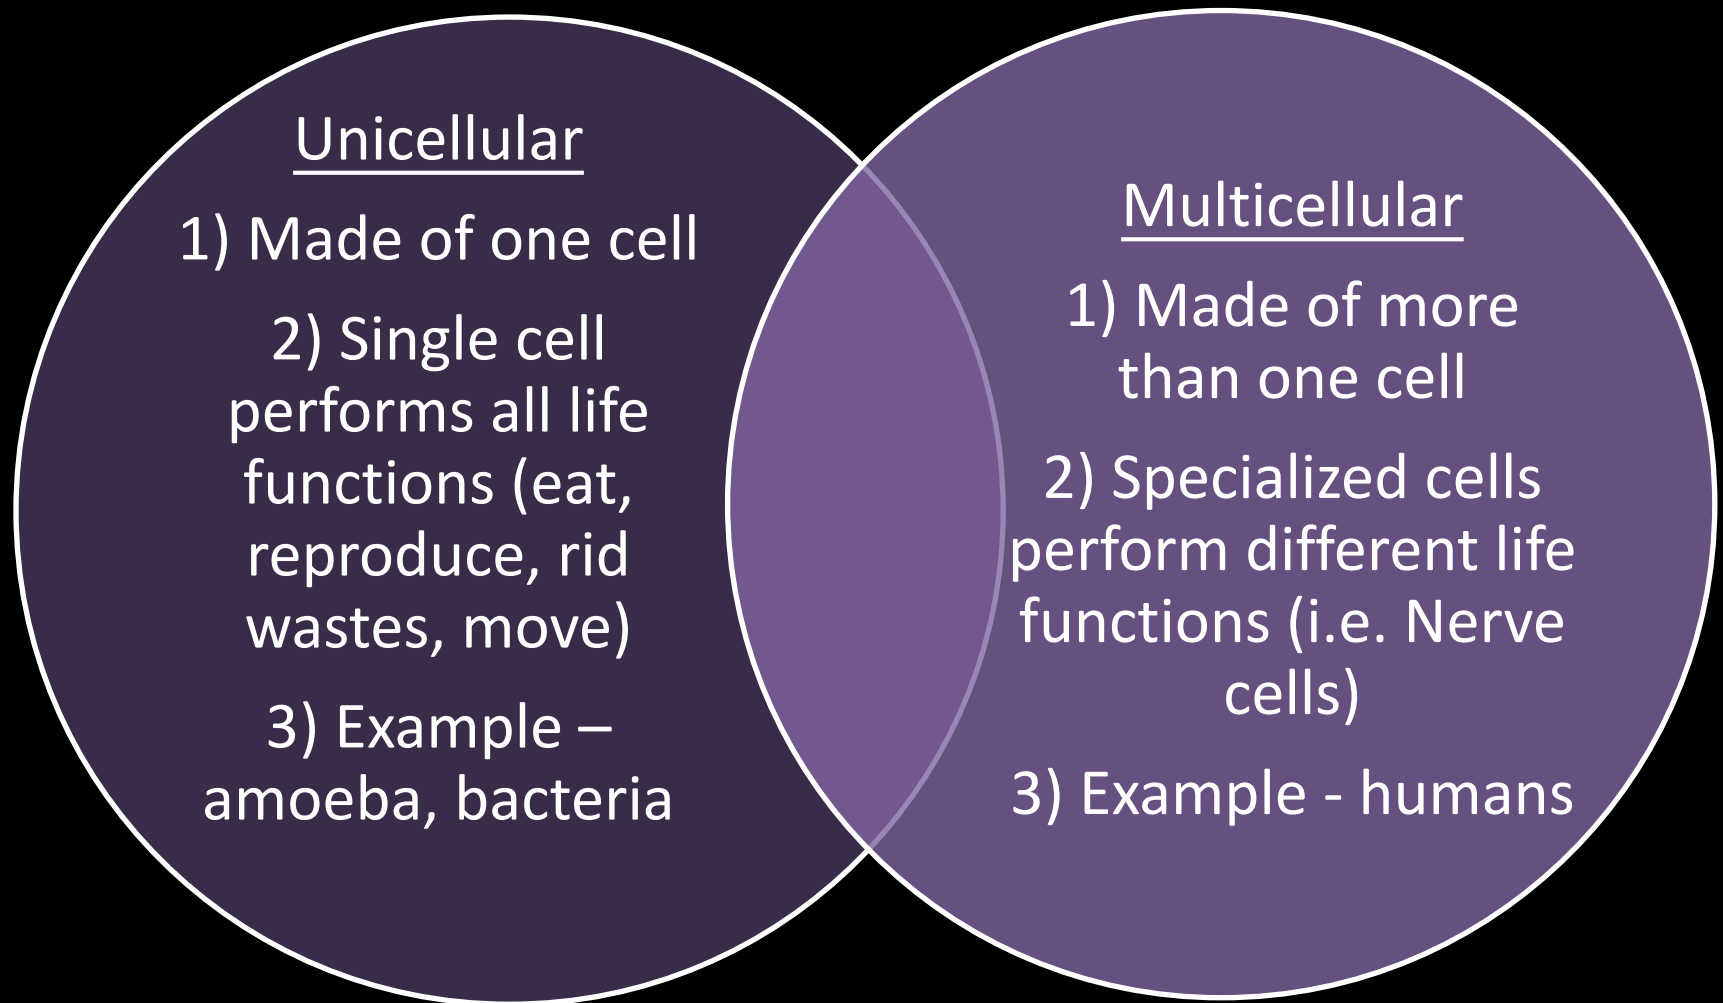 Unicellular
1) Made of one cell
2) Single cell
performs all life
functions (eat,
reproduce, rid
wastes, move)
3) Example –
amoeba, bacteria
Multicellular
1) Made of more
than one cell
2) Specialized cells
perform different life
functions (i.e. Nerve
cells)
3) Example - humans